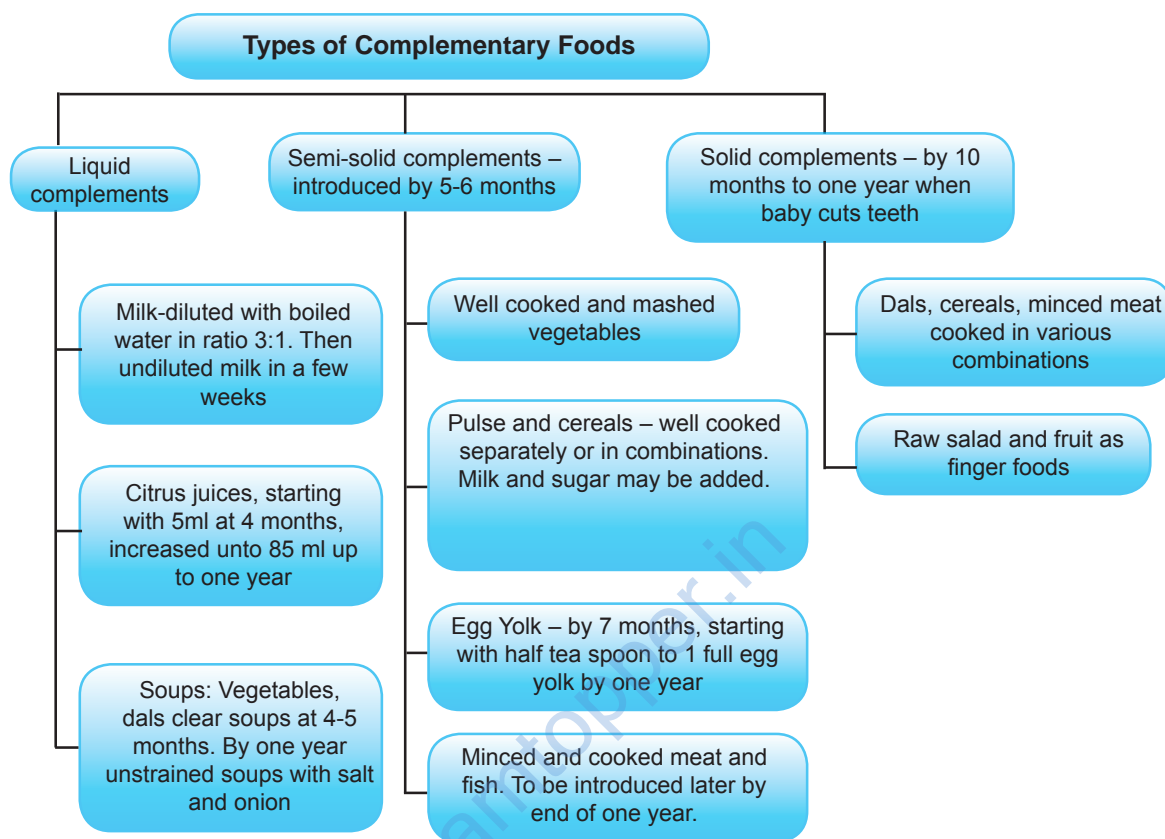 Types of Complementary Foods
Liquid
complements
Semi-solid complements –
introduced by 5-6 months
Solid complements – by 10
months to one year when
baby cuts teeth
Milk-diluted with boiled
water in ratio 3:1. Then
undiluted milk in a few
weeks
Citrus juices, starting
with 5ml at 4 months,
increased unto 85 ml up
to one year
Soups: Vegetables,
dals clear soups at 4-5
months. By one year
unstrained soups with salt
and onion
Well cooked and mashed
vegetables
Pulse and cereals – well cooked
separately or in combinations.
Milk and sugar may be added.
Egg Yolk – by 7 months, starting
with half tea spoon to 1 full egg
yolk by one year
Minced and cooked meat and
fish. To be introduced later by
end of one year.
Dals, cereals, minced meat
cooked in various
combinations
Raw salad and fruit as
finger foods